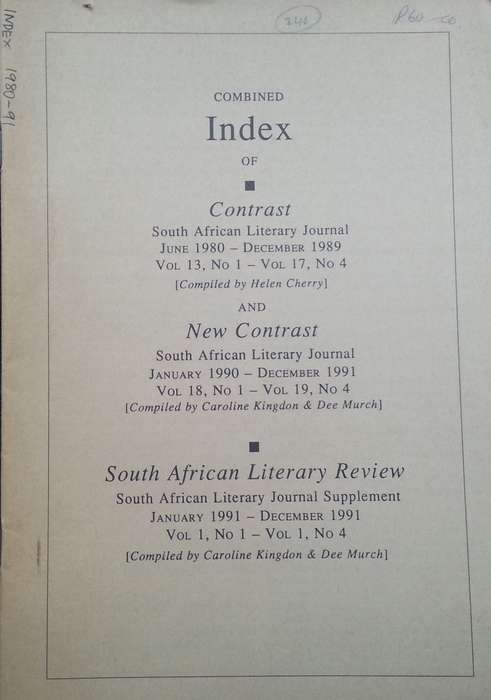 INDEX 1980-91
246
COMBINED
Index
OF
Contrast
South African Literary Journal
JUNE 1980 – DECEMBER 1989
VOL 13, NO 1 – VOL 17, NO 4
[Compiled by Helen Cherry]
AND
New Contrast
South African Literary Journal
JANUARY 1990 – DECEMBER 1991
VOL 18, NO 1 – VOL 19, NO 4
[Compiled by Caroline Kingdon & Dee Murch]
South African Literary Review
South African Literary Journal Supplement
JANUARY 1991 – DECEMBER 1991
VOL 1, NO 1 – VOL 1, NO 4
[Compiled by Caroline Kingdon & Dee Murch]